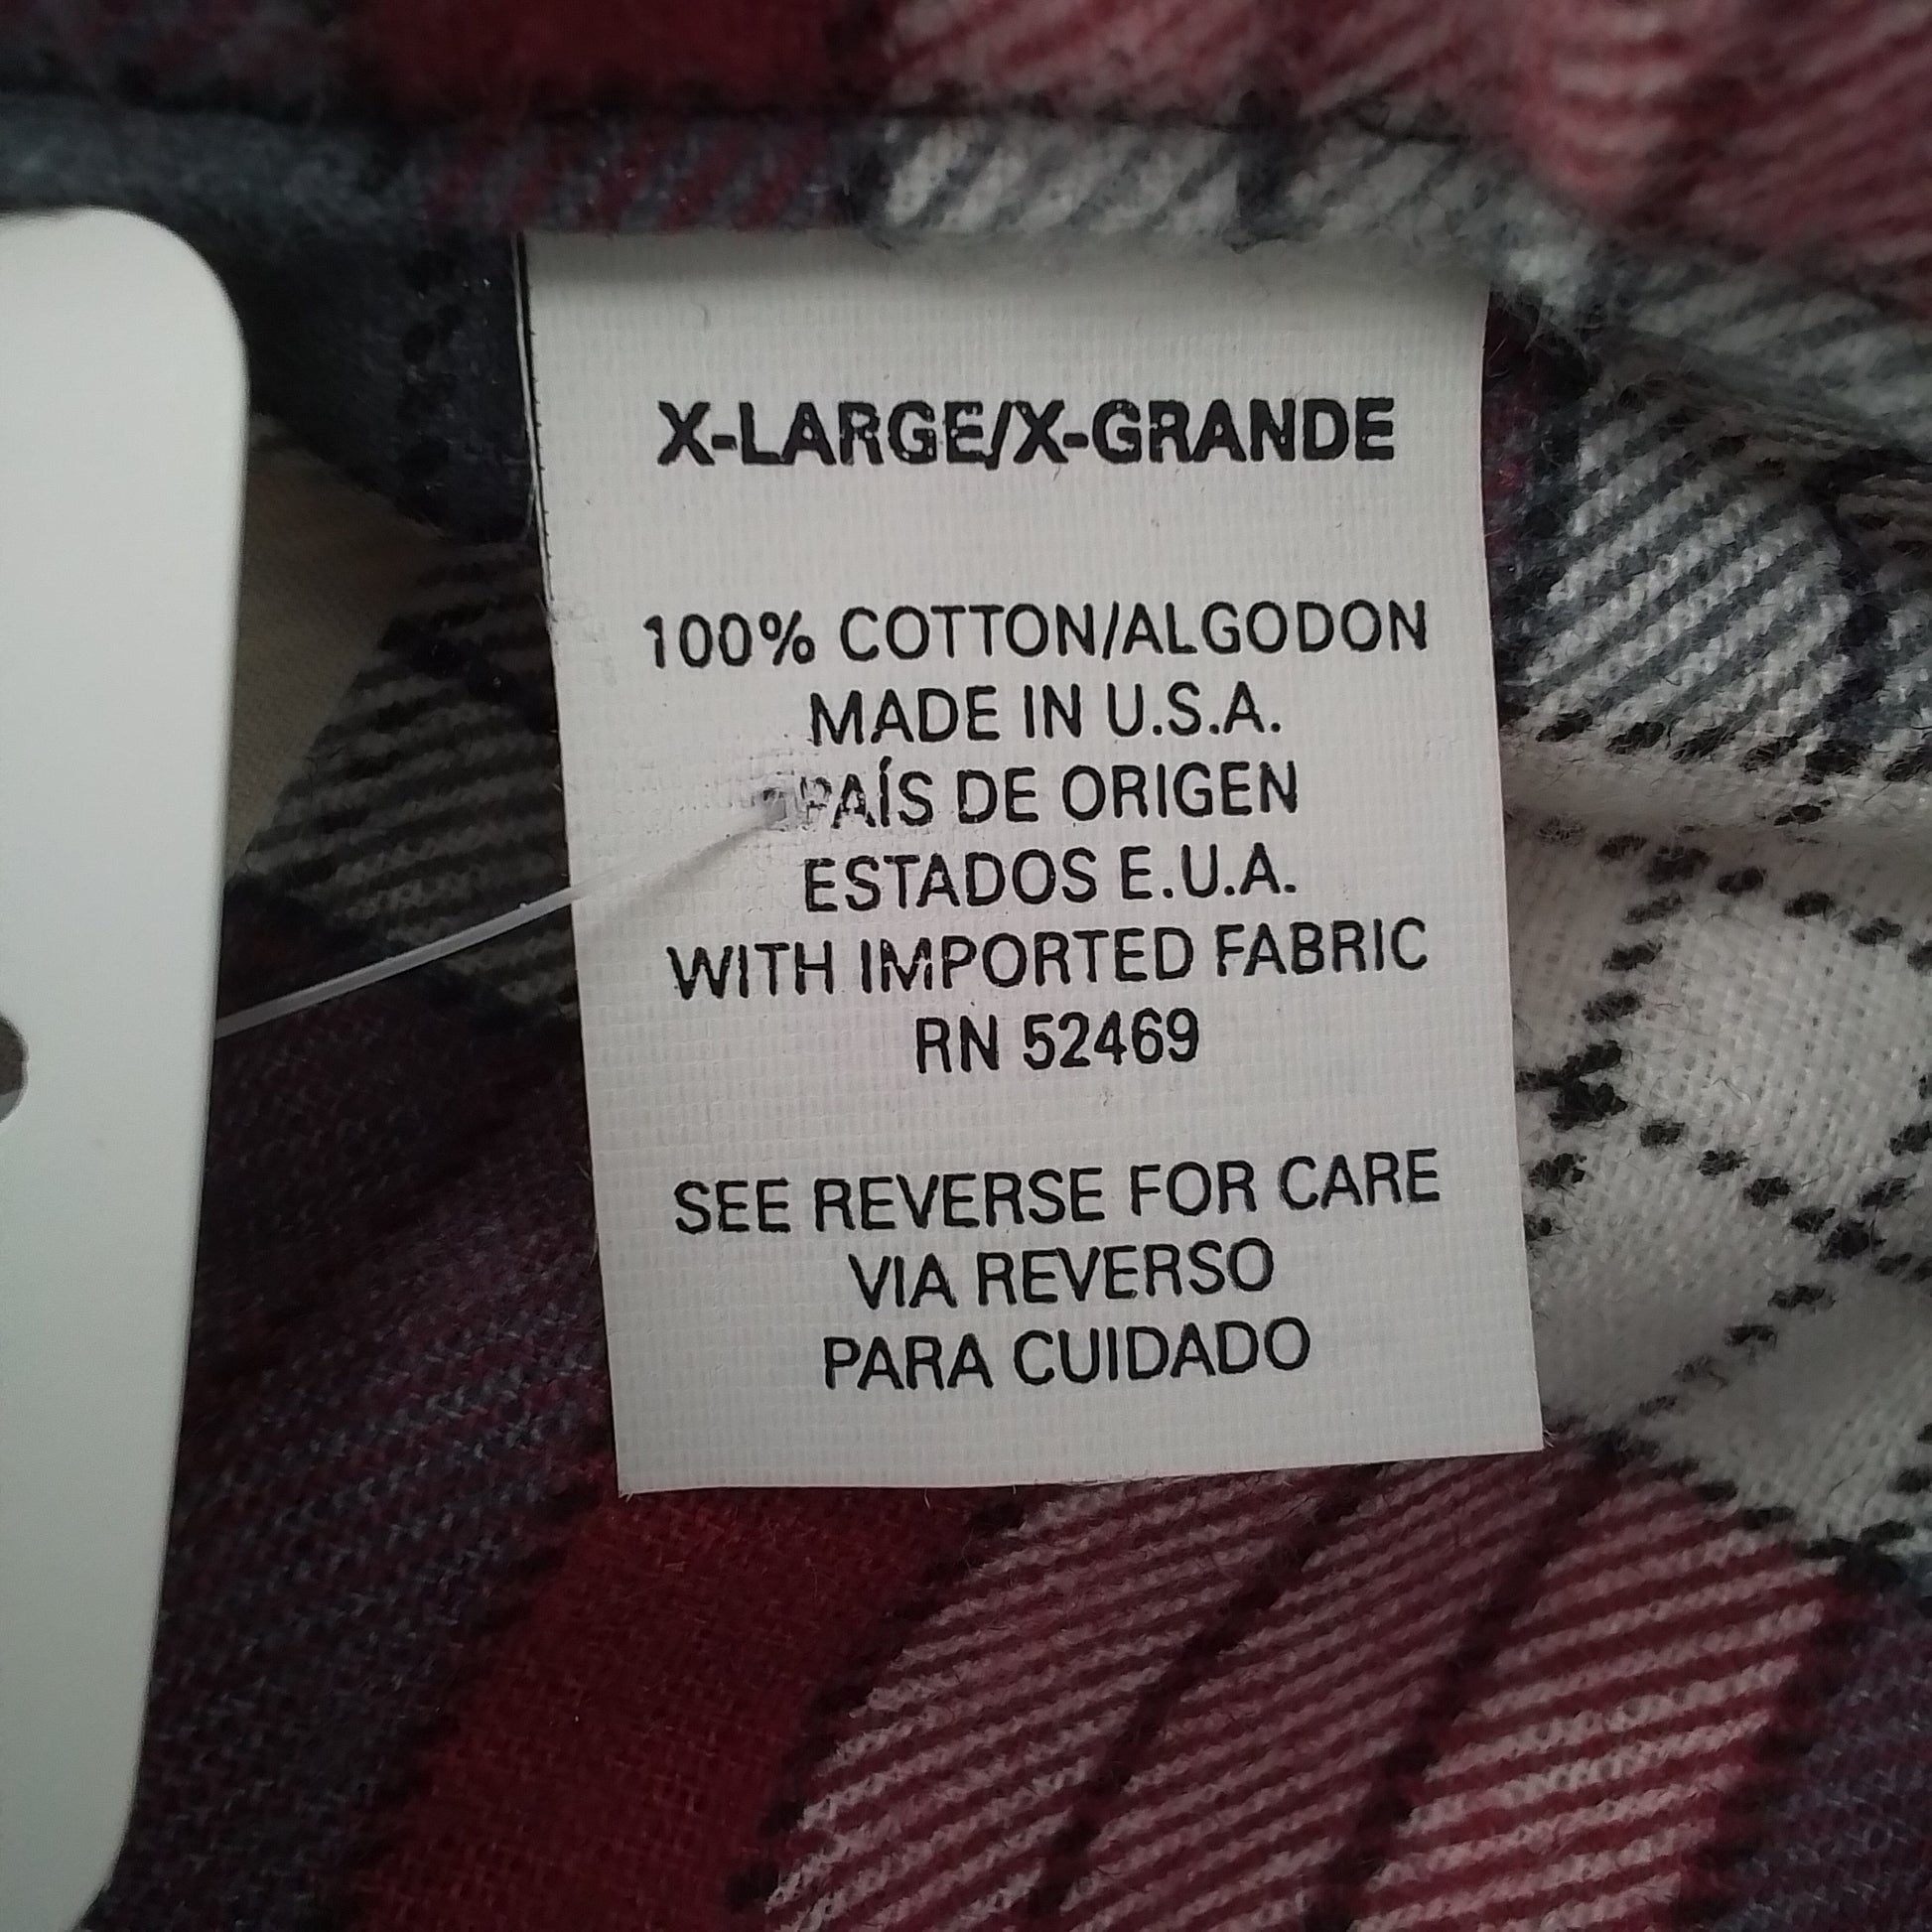 X-LARGE/X-GRANDE
100% COTTON/ALGODON
MADE IN U.S.A.
PAÍS DE ORIGEN
ESTADOS E.U.A.
WITH IMPORTED FABRIC
RN 52469
SEE REVERSE FOR CARE
VIA REVERSO
PARA CUIDADO